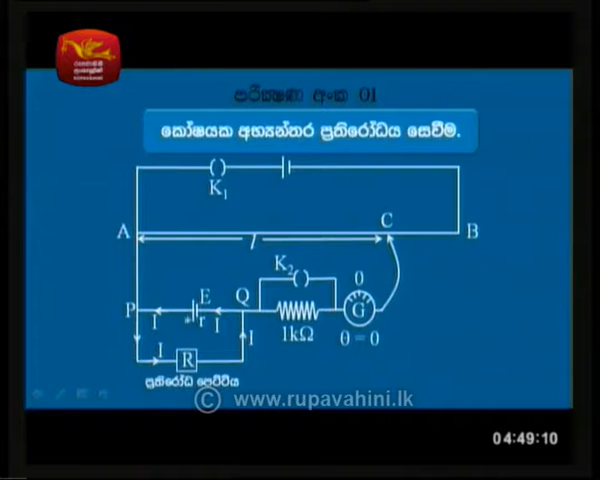 පරීක්ෂණ අංක 01
කෝෂයක අභ්‍යන්තර ප්‍රතිරෝධය සෙවීම.
K1
C
A
l
B
K2
0
P
E
Q
G
I
r
I
1kΩ
θ = 0
I
R
I
ප්‍රතිරෝධ පෙට්ටිය
© www.rupavahini.lk
04:49:10